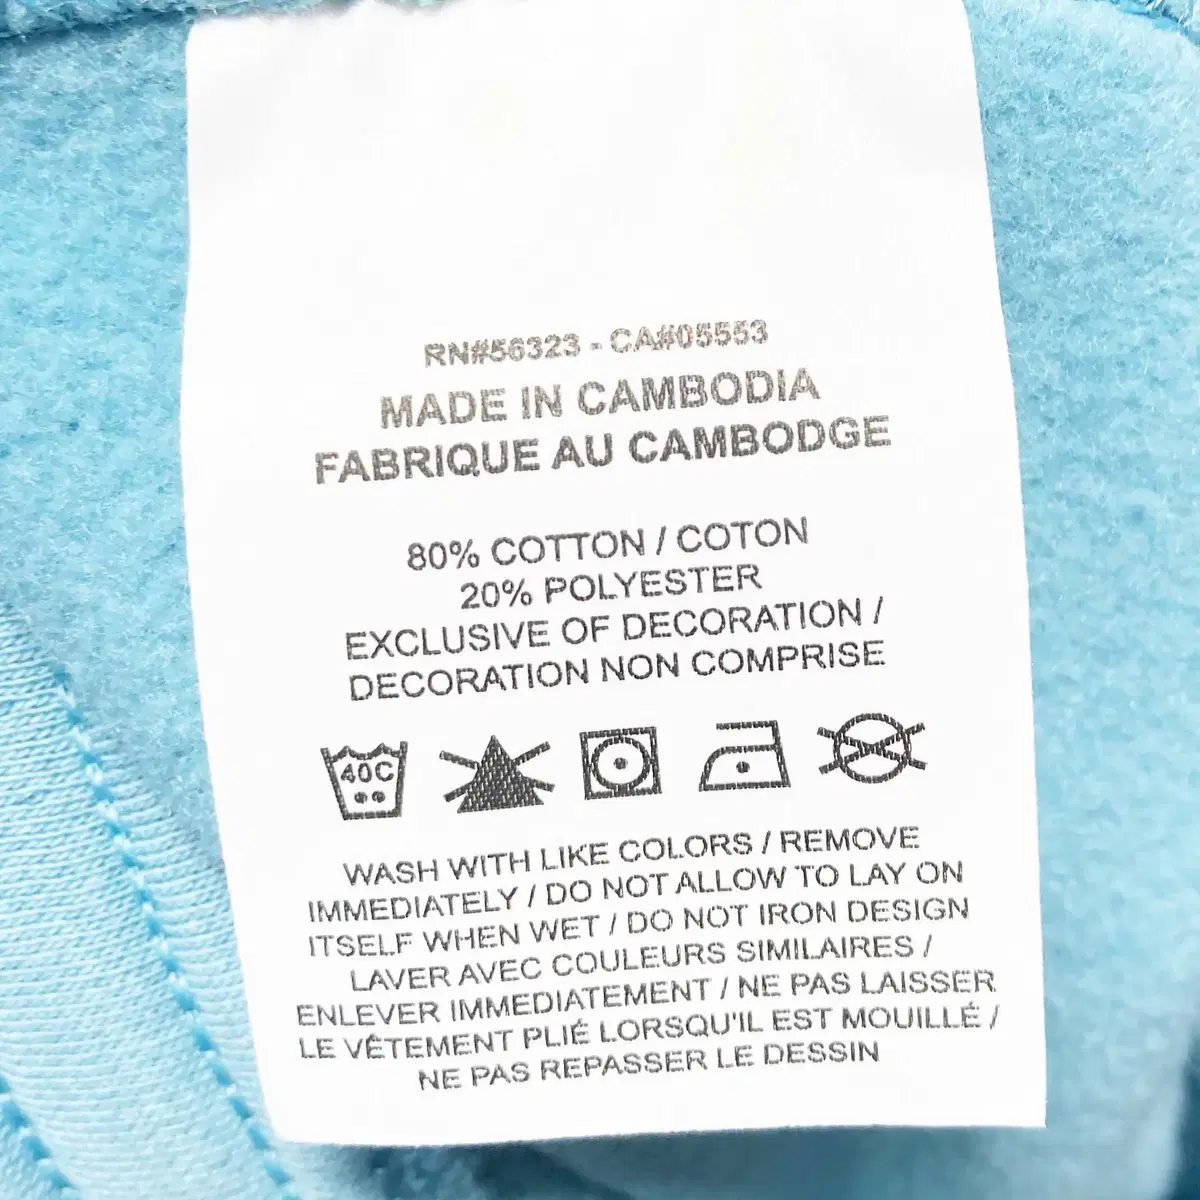 RN#56323 - CA#05553
MADE IN CAMBODIA
FABRIQUE AU CAMBODGE
80% COTTON / COTON
20% POLYESTER
EXCLUSIVE OF DECORATION /
DECORATION NON COMPRISE
40C
WASH WITH LIKE COLORS / REMOVE
IMMEDIATELY / DO NOT ALLOW TO LAY ON
ITSELF WHEN WET / DO NOT IRON DESIGN
LAVER AVEC COULEURS SIMILAIRES /
ENLEVER IMMEDIATEMENT / NE PAS LAISSER
LE VÊTEMENT PLIÉ LORSQU'IL EST MOUILLÉ /
NE PAS REPASSER LE DESSIN